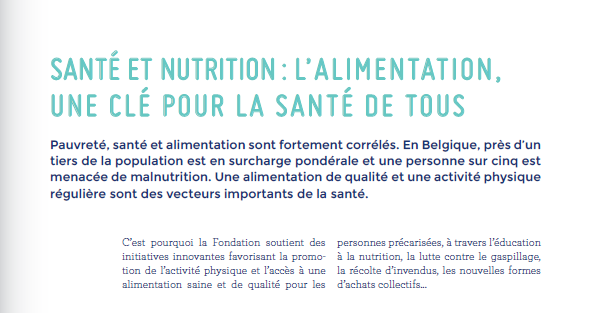 SANTÉ ET NUTRITION : L'ALIMENTATION,
UNE CLÉ POUR LA SANTÉ DE TOUS
Pauvreté, santé et alimentation sont fortement corrélés. En Belgique, près d'un
tiers de la population est en surcharge pondérale et une personne sur cinq est
menacée de malnutrition. Une alimentation de qualité et une activité physique
régulière sont des vecteurs importants de la santé.
C'est pourquoi la Fondation soutient des
initiatives innovantes favorisant la promo-
tion de l'activité physique et l'accès à une
alimentation saine et de qualité pour les
personnes précarisées, à travers l'éducation
à la nutrition, la lutte contre le gaspillage,
la récolte d'invendus, les nouvelles formes
d'achats collectifs...